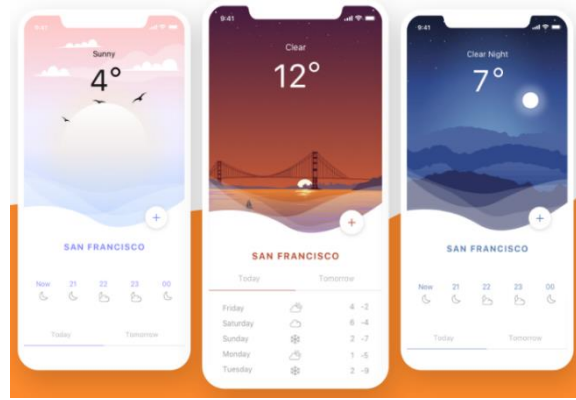 9:41
Sunny
4°
SAN FRANCISCO
Now 21 22 23 00
Today Tomorrow
9:41
Clear
12°
SAN FRANCISCO
Today Tomorrow
Friday 4 -2
Saturday 6 -4
Sunday 3 -7
Monday 1 -5
Tuesday 2 -9
9:41
Clear Night
7°
SAN FRANCISCO
Now 21 22 23 00
Today Tomorrow